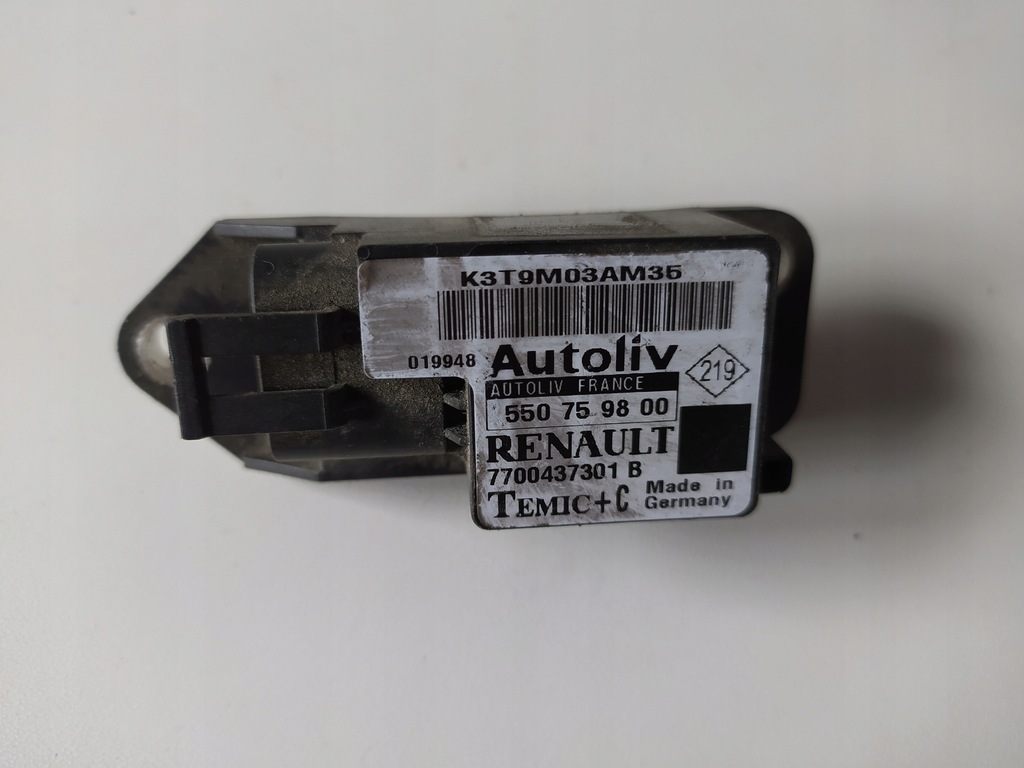 K3T9M03AM35
019948 Autoliv
219
AUTOLIV FRANCE
550 75 98 00
RENAULT
7700437301 B
TEMIC+C Made in
Germany